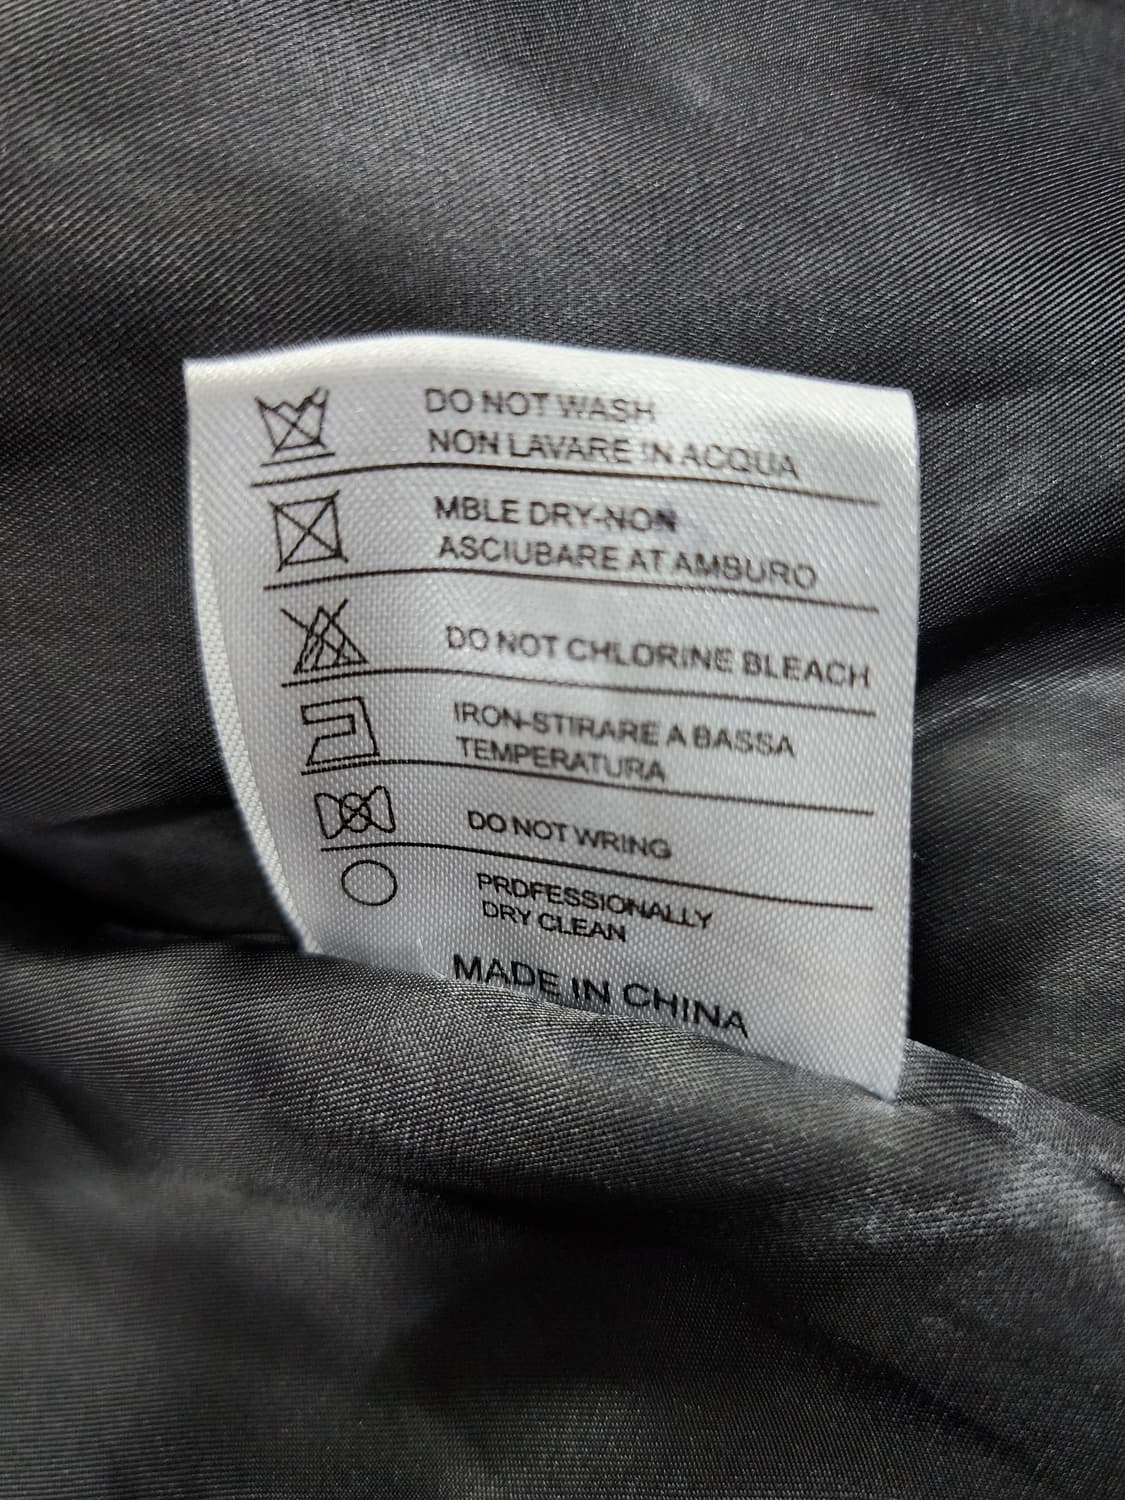 DO NOT WASH
NON LAVARE IN ACQUA
MBLE DRY-NON
ASCIUBARE AT AMBURO
DO NOT CHLORINE BLEACH
IRON-STIRARE A BASSA
TEMPERATURA
DO NOT WRING
PRDFESSIONALLY
DRY CLEAN
MADE IN CHINA